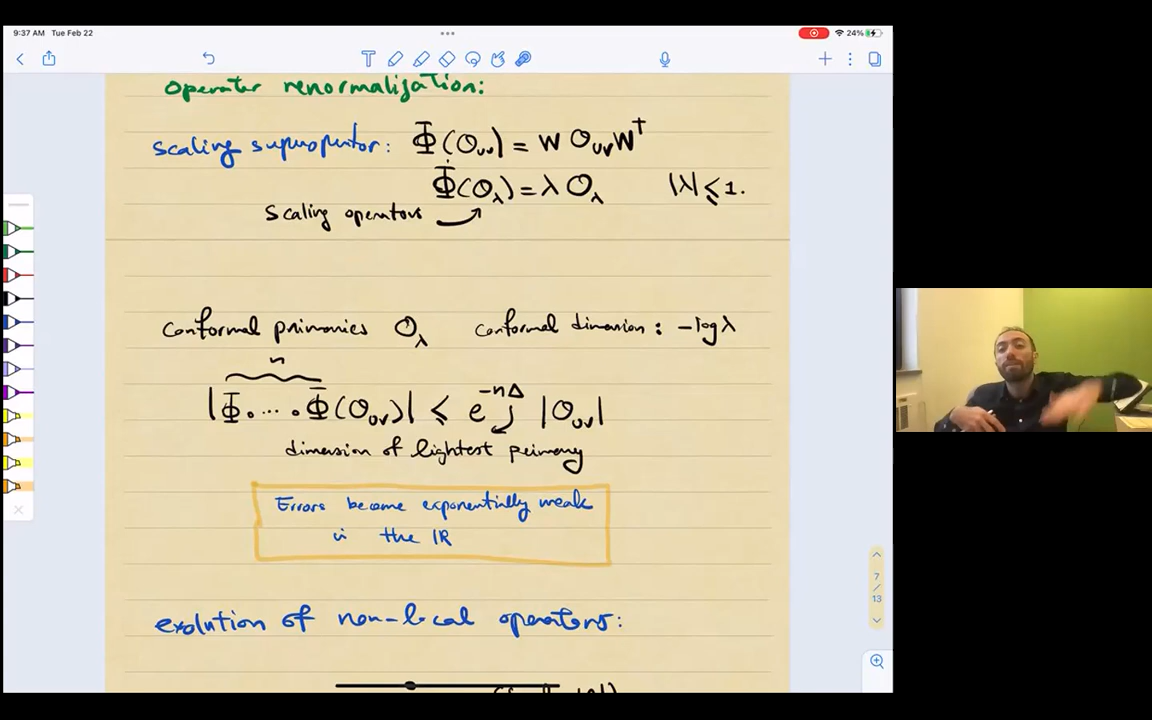 9:37 AM Tue Feb 22
24%
Operator renormalization:
scaling superoperator: Φ(O_UV) = W O_UV W†
Φ(O_λ) = λ O_λ |λ| ≤ 1.
Scaling operators
conformal primaries O_λ conformal dimension: -log λ
n
|Φ∘...∘Φ(O_UV)| ≤ e^{-nΔ} |O_UV|
dimension of lightest primary
Errors become exponentially weak
in the IR
evolution of non-local operators:
7
/
13